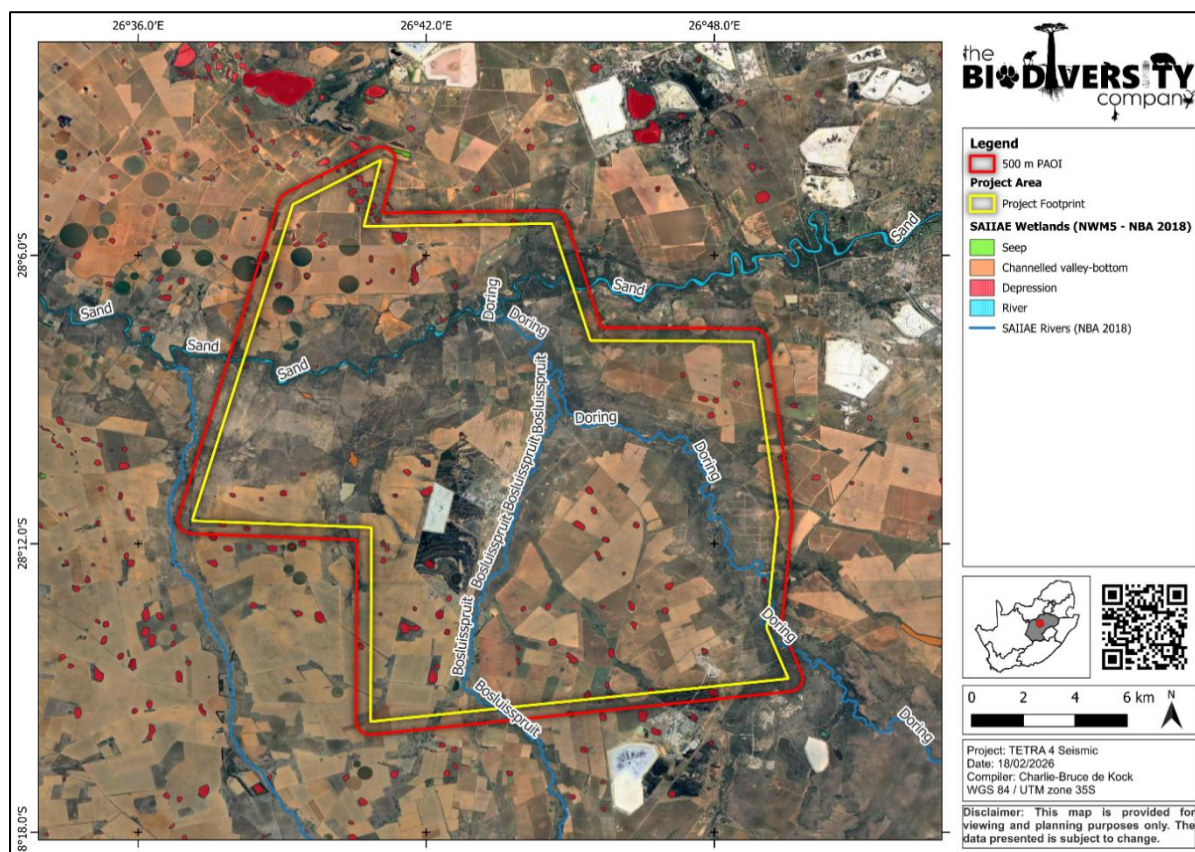 26°36.0'E
26°42.0'E
26°48.0'E
28°6.0'S
28°12.0'S
8°18.0'S
Sand
Sand
Sand
Sand
Sand
Doring
Doring
Doring
Doring
Doring
Doring
Bosluisspruit
Bosluisspruit
Bosluisspruit
Bosluisspruit
Bosluisspruit
Bosluisspruit
the
BIODIVERSITY
company
Legend
500 m PAOI
Project Area
Project Footprint
SAIIAE Wetlands (NWM5 - NBA 2018)
Seep
Channelled valley-bottom
Depression
River
SAIIAE Rivers (NBA 2018)
0 2 4 6 km
N
Project: TETRA 4 Seismic
Date: 18/02/2026
Compiler: Charlie-Bruce de Kock
WGS 84 / UTM zone 35S
Disclaimer: This map is provided for
viewing and planning purposes only. The
data presented is subject to change.